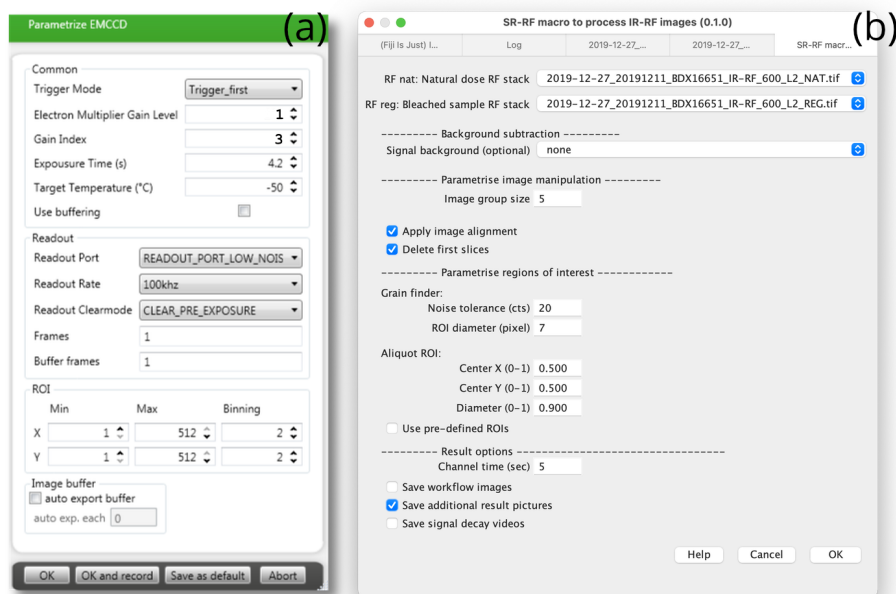 Parametrize EMCCD
(a)
Common
Trigger Mode Trigger_first
Electron Multiplier Gain Level 1
Gain Index 3
Expousure Time (s) 4.2
Target Temperature (°C) -50
Use buffering
Readout
Readout Port READOUT_PORT_LOW_NOIS
Readout Rate 100khz
Readout Clearmode CLEAR_PRE_EXPOSURE
Frames 1
Buffer frames 1
ROI
Min Max Binning
X 1 512 2
Y 1 512 2
Image buffer
auto export buffer
auto exp. each 0
OK OK and record Save as default Abort
SR-RF macro to process IR-RF images (0.1.0)
(b)
(Fiji Is Just) I... Log 2019-12-27_... 2019-12-27_... SR-RF macr...
RF nat: Natural dose RF stack 2019-12-27_20191211_BDX16651_IR-RF_600_L2_NAT.tif
RF reg: Bleached sample RF stack 2019-12-27_20191211_BDX16651_IR-RF_600_L2_REG.tif
--------- Background subtraction ---------
Signal background (optional) none
--------- Parametrise image manipulation ---------
Image group size 5
Apply image alignment
Delete first slices
--------- Parametrise regions of interest ------------
Grain finder:
Noise tolerance (cts) 20
ROI diameter (pixel) 7
Aliquot ROI:
Center X (0-1) 0.500
Center Y (0-1) 0.500
Diameter (0-1) 0.900
Use pre-defined ROIs
--------- Result options ---------------------------------
Channel time (sec) 5
Save workflow images
Save additional result pictures
Save signal decay videos
Help Cancel OK